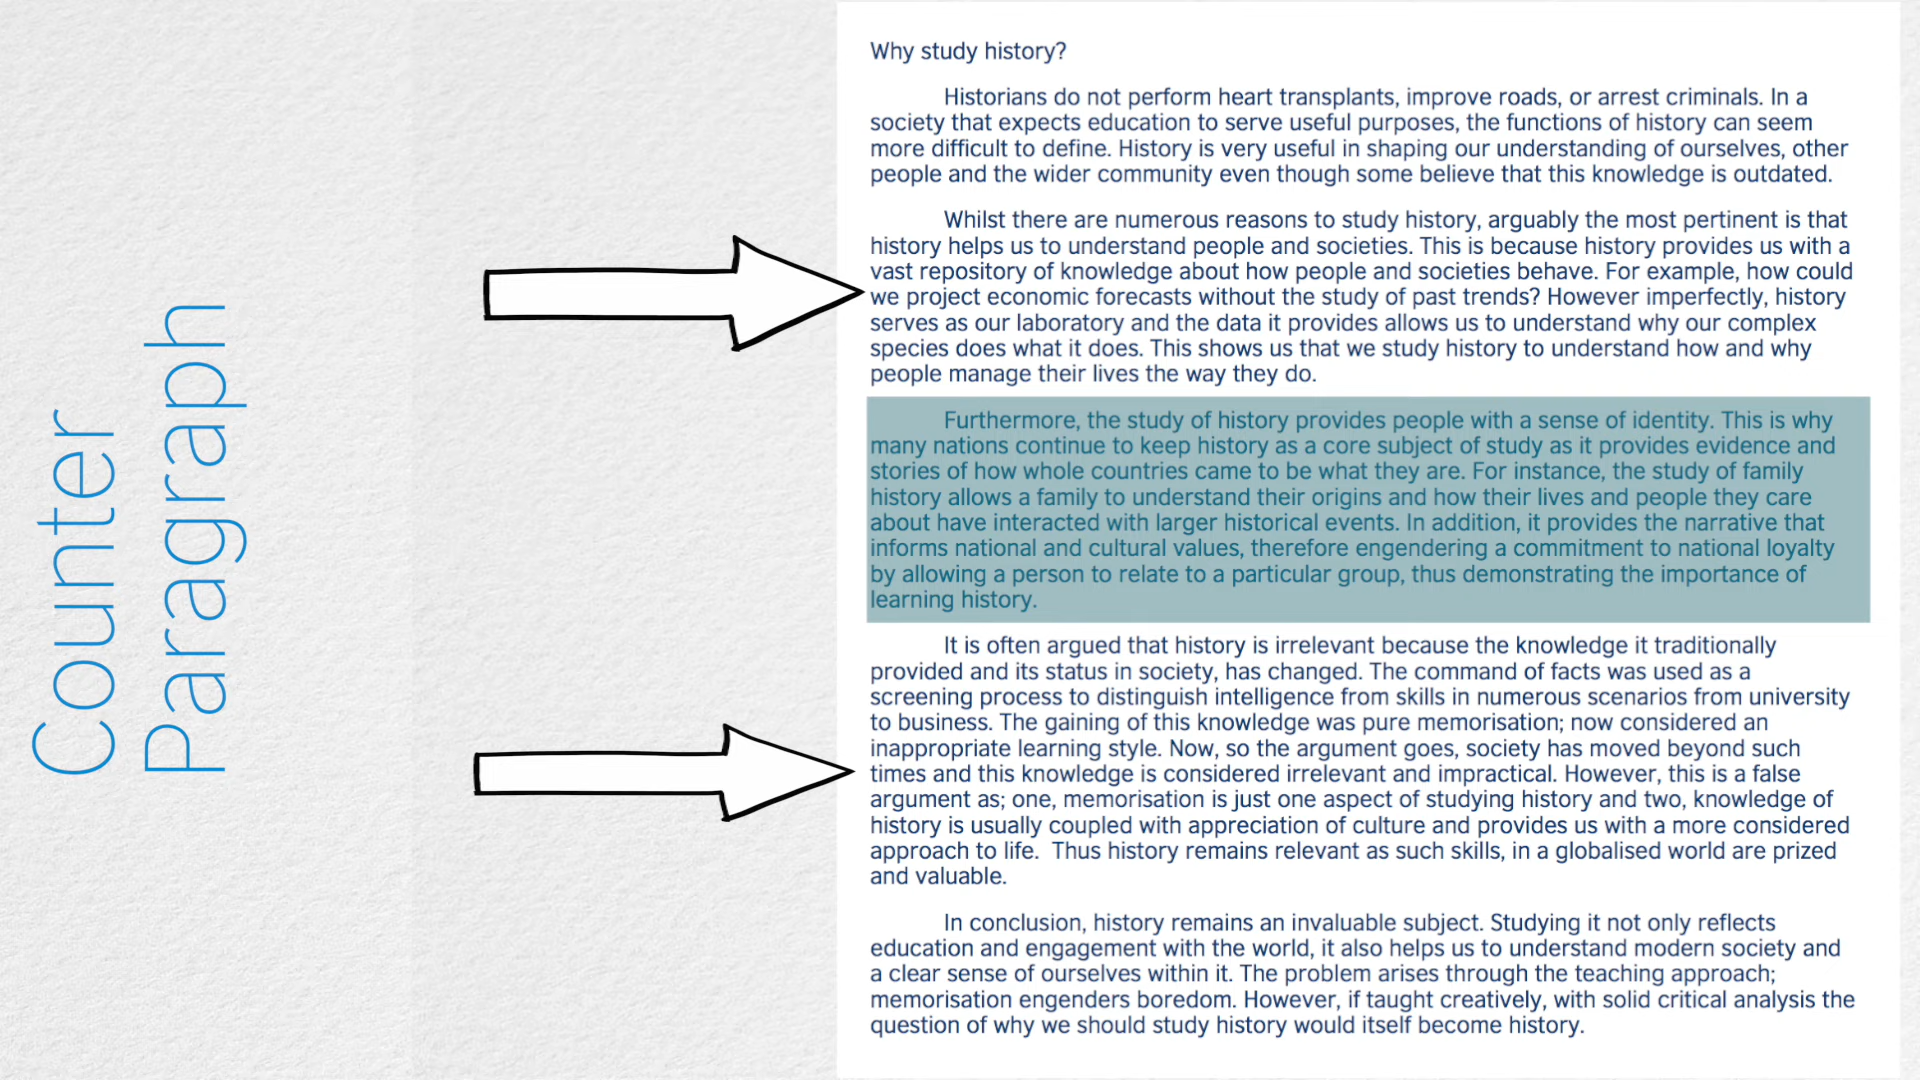 Counter
Paragraph
Why study history?
Historians do not perform heart transplants, improve roads, or arrest criminals. In a
society that expects education to serve useful purposes, the functions of history can seem
more difficult to define. History is very useful in shaping our understanding of ourselves, other
people and the wider community even though some believe that this knowledge is outdated.
Whilst there are numerous reasons to study history, arguably the most pertinent is that
history helps us to understand people and societies. This is because history provides us with a
vast repository of knowledge about how people and societies behave. For example, how could
we project economic forecasts without the study of past trends? However imperfectly, history
serves as our laboratory and the data it provides allows us to understand why our complex
species does what it does. This shows us that we study history to understand how and why
people manage their lives the way they do.
Furthermore, the study of history provides people with a sense of identity. This is why
many nations continue to keep history as a core subject of study as it provides evidence and
stories of how whole countries came to be what they are. For instance, the study of family
history allows a family to understand their origins and how their lives and people they care
about have interacted with larger historical events. In addition, it provides the narrative that
informs national and cultural values, therefore engendering a commitment to national loyalty
by allowing a person to relate to a particular group, thus demonstrating the importance of
learning history.
It is often argued that history is irrelevant because the knowledge it traditionally
provided and its status in society, has changed. The command of facts was used as a
screening process to distinguish intelligence from skills in numerous scenarios from university
to business. The gaining of this knowledge was pure memorisation; now considered an
inappropriate learning style. Now, so the argument goes, society has moved beyond such
times and this knowledge is considered irrelevant and impractical. However, this is a false
argument as; one, memorisation is just one aspect of studying history and two, knowledge of
history is usually coupled with appreciation of culture and provides us with a more considered
approach to life.  Thus history remains relevant as such skills, in a globalised world are prized
and valuable.
In conclusion, history remains an invaluable subject. Studying it not only reflects
education and engagement with the world, it also helps us to understand modern society and
a clear sense of ourselves within it. The problem arises through the teaching approach;
memorisation engenders boredom. However, if taught creatively, with solid critical analysis the
question of why we should study history would itself become history.